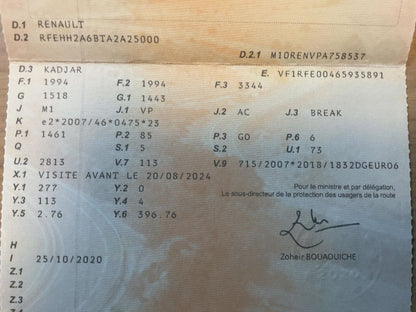 D.1 RENAULT
D.2 RFEHH2A6BTA2A25000
D.2.1 M10RENVPA758537
D.3 KADJAR E. VF1RFE00465935891
F.1 1994 F.2 1994 F.3 3344
G 1518 G.1 1443
J M1 J.1 VP J.2 AC J.3 BREAK
K e2*2007/46*0475*23
P.1 1461 P.2 85 P.3 GO P.6 6
Q S.1 5 S.2 U.1 73
U.2 2813 V.7 113 V.9 715/2007*2018/1832DGEURO6
X.1 VISITE AVANT LE 20/08/2024
Y.1 277 Y.2 0
Y.3 113 Y.4 4
Y.5 2.76 Y.6 396.76
Pour le ministre et par délégation,
Le sous-directeur de la protection des usagers de la route
Zoheir BOUAOUICHE
H
I 25/10/2020
Z.1
Z.2
Z.3